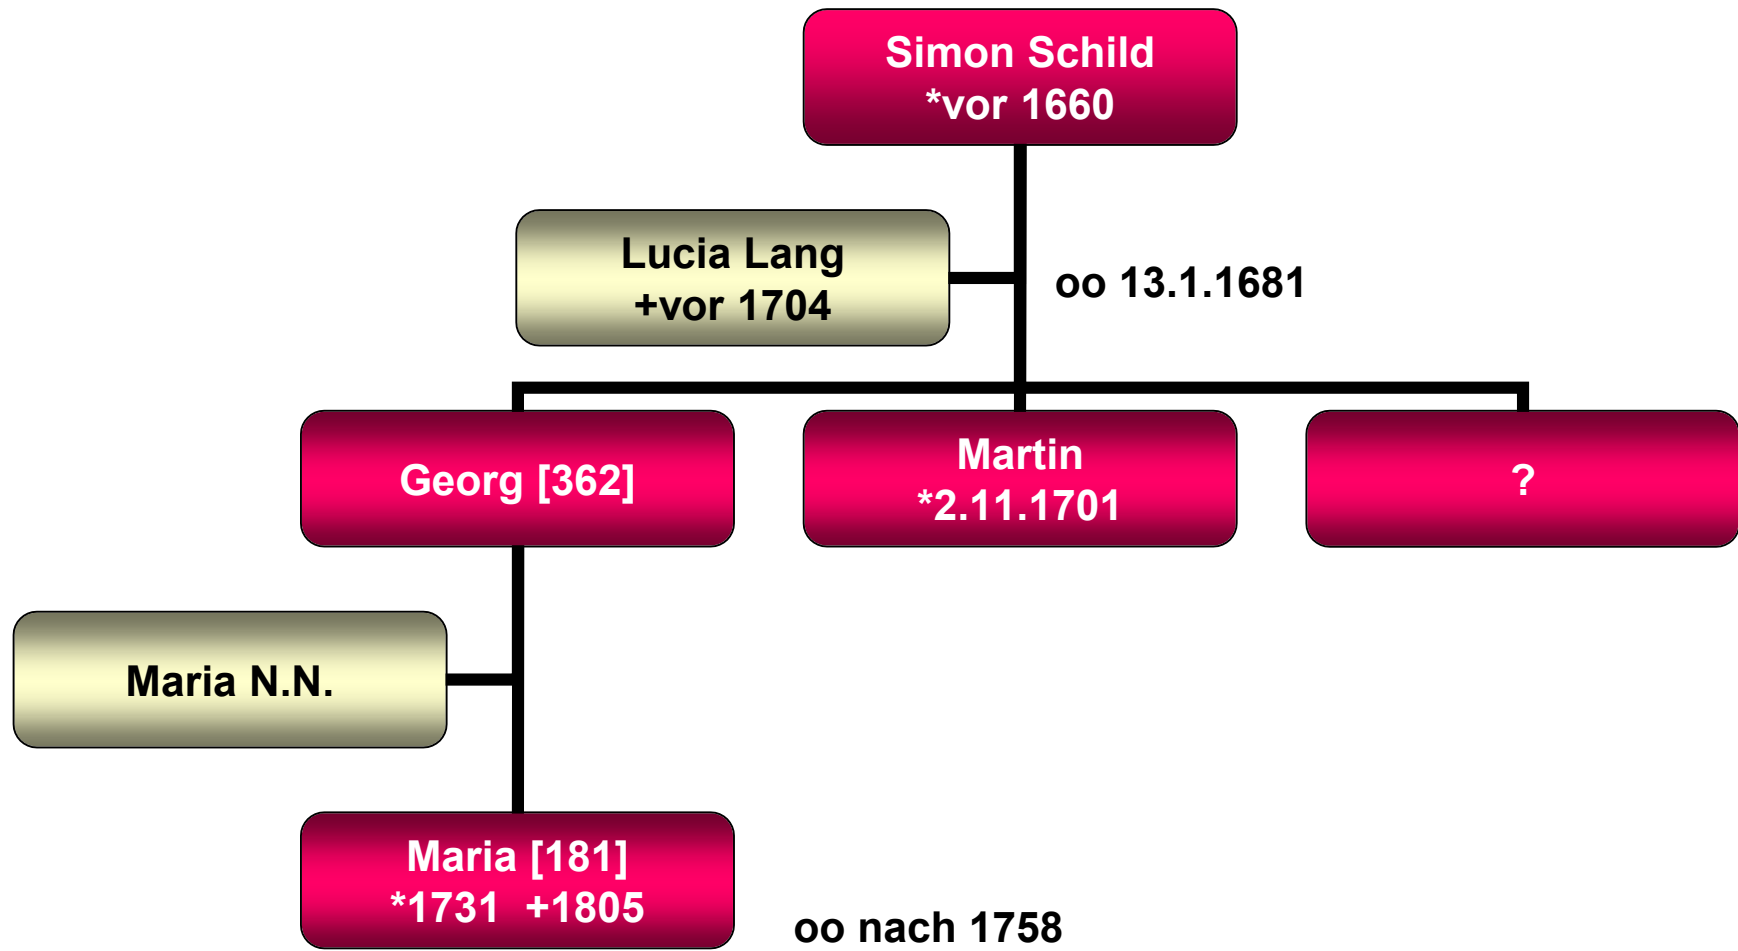 Simon Schild
*vor 1660
Lucia Lang
+vor 1704
oo 13.1.1681
Georg [362]
Martin
*2.11.1701
?
Maria N.N.
Maria [181]
*1731  +1805
oo nach 1758